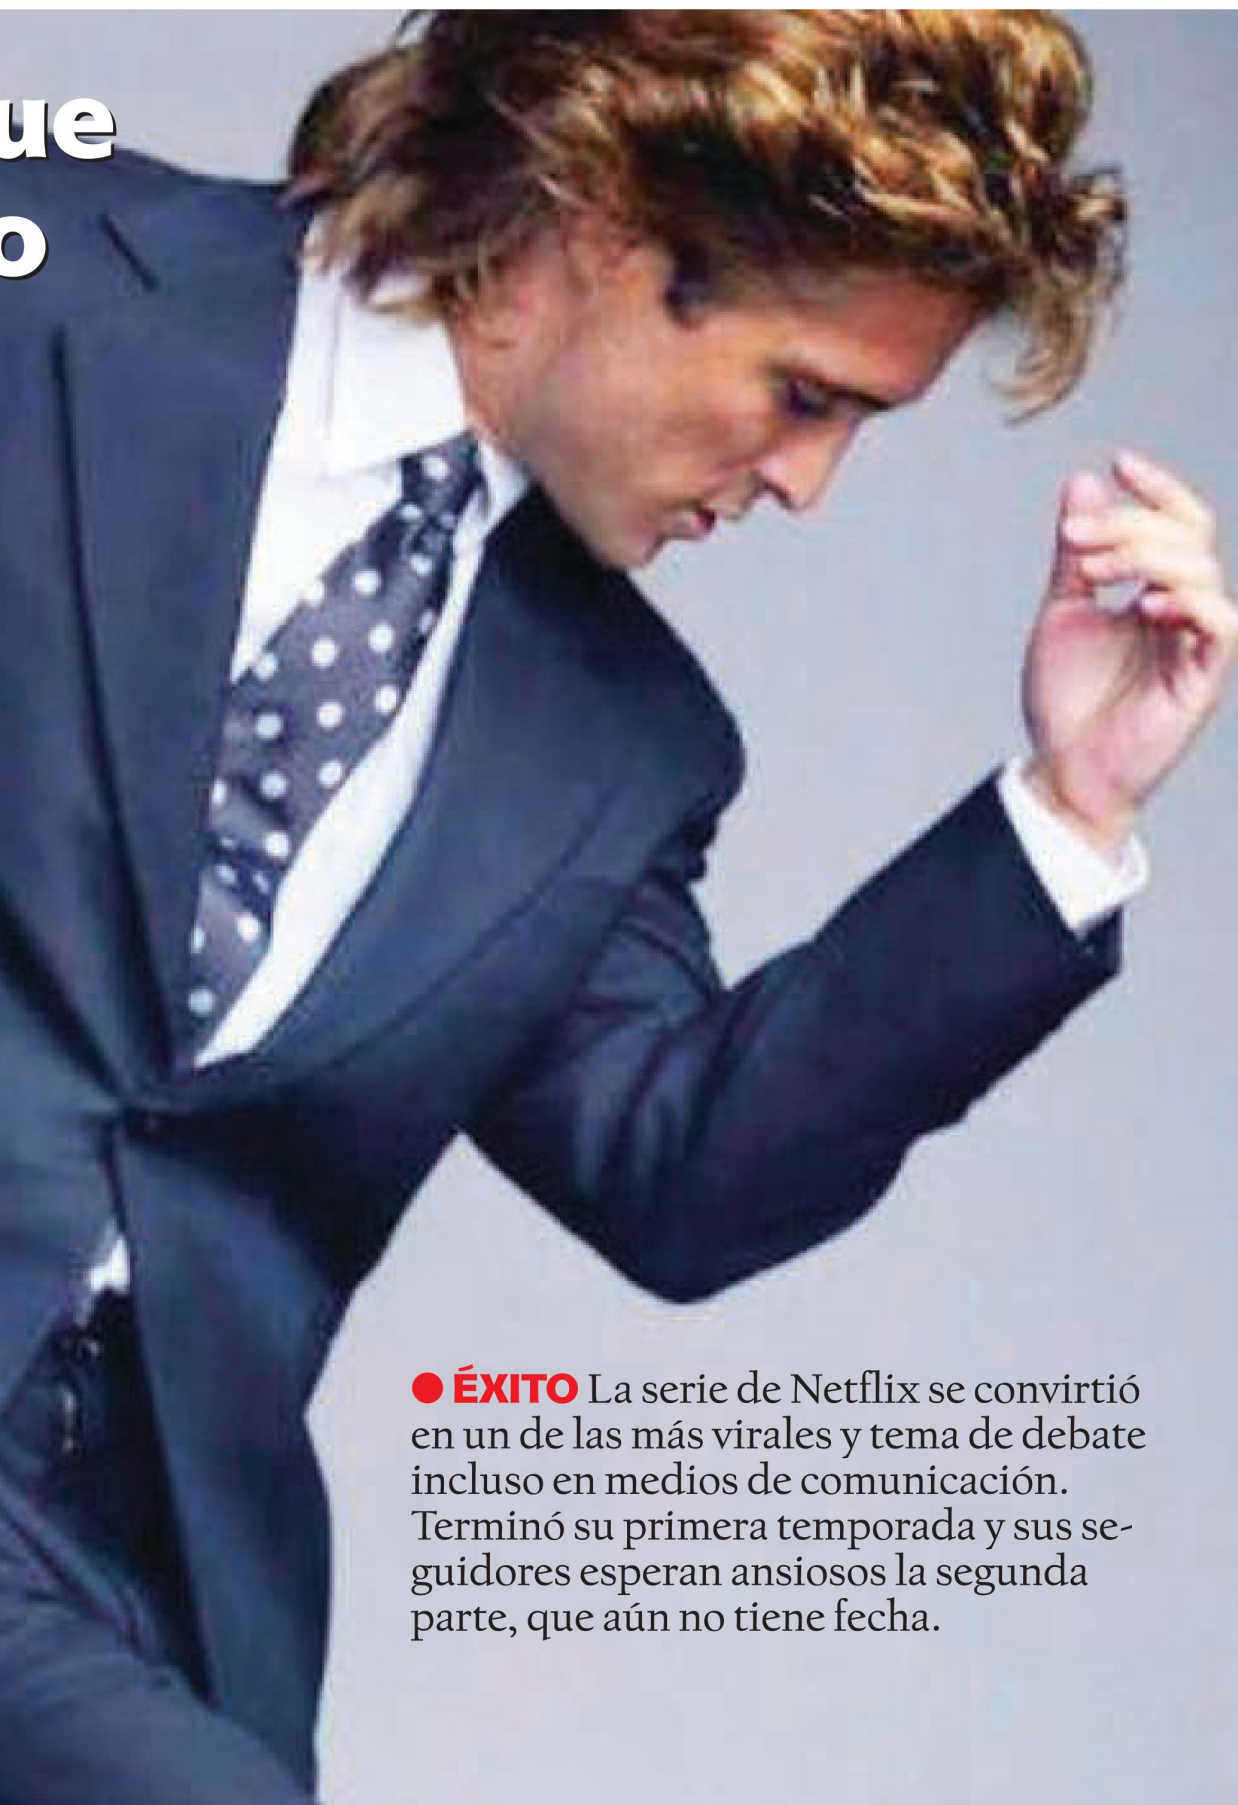 ue
o
ÉXITO La serie de Netflix se convirtió
en un de las más virales y tema de debate
incluso en medios de comunicación.
Terminó su primera temporada y sus se-
guidores esperan ansiosos la segunda
parte, que aún no tiene fecha.